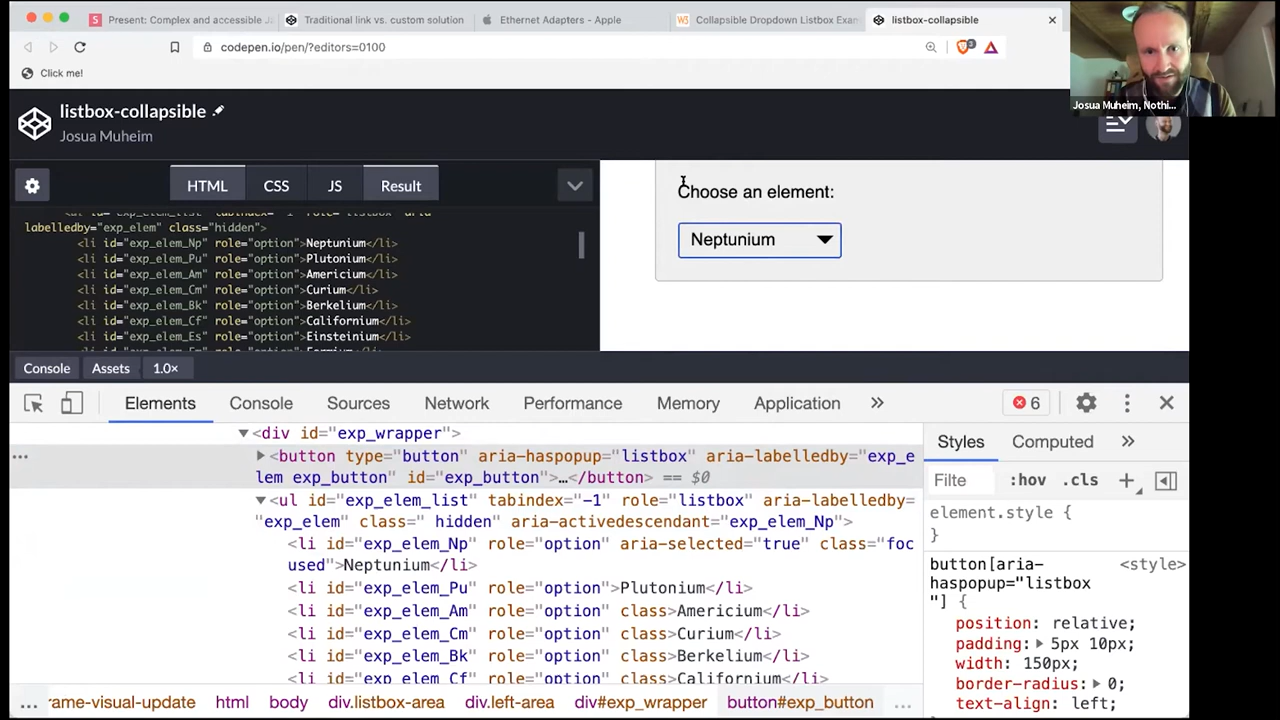 Present: Complex and accessible Ja
Traditional link vs. custom solution
Ethernet Adapters - Apple
Collapsible Dropdown Listbox Exam
listbox-collapsible
codepen.io/pen/?editors=0100
Click me!
Josua Muheim, Nothi...
listbox-collapsible
Josua Muheim
HTML
CSS
JS
Result
labelledby="exp_elem" class="hidden">
<li id="exp_elem_Np" role="option">Neptunium</li>
<li id="exp_elem_Pu" role="option">Plutonium</li>
<li id="exp_elem_Am" role="option">Americium</li>
<li id="exp_elem_Cm" role="option">Curium</li>
<li id="exp_elem_Bk" role="option">Berkelium</li>
<li id="exp_elem_Cf" role="option">Californium</li>
<li id="exp_elem_Es" role="option">Einsteinium</li>
Choose an element:
Neptunium
Console
Assets
1.0×
Elements
Console
Sources
Network
Performance
Memory
Application
6
<div id="exp_wrapper">
<button type="button" aria-haspopup="listbox" aria-labelledby="exp_e
lem exp_button" id="exp_button">…</button> == $0
<ul id="exp_elem_list" tabindex="-1" role="listbox" aria-labelledby=
"exp_elem" class=" hidden" aria-activedescendant="exp_elem_Np">
<li id="exp_elem_Np" role="option" aria-selected="true" class="foc
used">Neptunium</li>
<li id="exp_elem_Pu" role="option">Plutonium</li>
<li id="exp_elem_Am" role="option" class>Americium</li>
<li id="exp_elem_Cm" role="option" class>Curium</li>
<li id="exp_elem_Bk" role="option" class>Berkelium</li>
<li id="exp_elem_Cf" role="option" class>Californium</li>
... rame-visual-update html body div.listbox-area div.left-area div#exp_wrapper button#exp_button ...
Styles
Computed
Filte
:hov
.cls
element.style {
}
button[aria-
<style>
haspopup="listbox
"] {
position: relative;
padding: 5px 10px;
width: 150px;
border-radius: 0;
text-align: left;